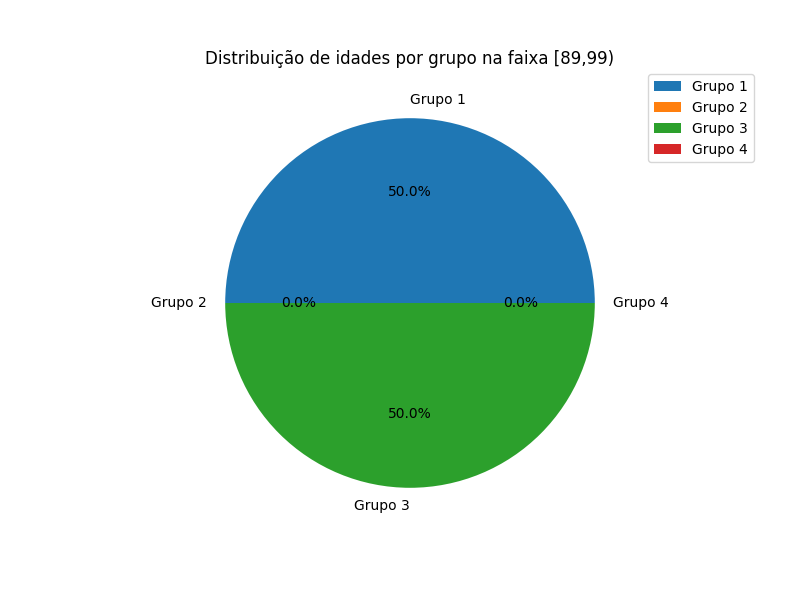 Distribuição de idades por grupo na faixa [89,99)
Grupo 1
Grupo 2
Grupo 3
Grupo 4
Grupo 1
50.0%
Grupo 2
0.0%
0.0%
Grupo 4
50.0%
Grupo 3